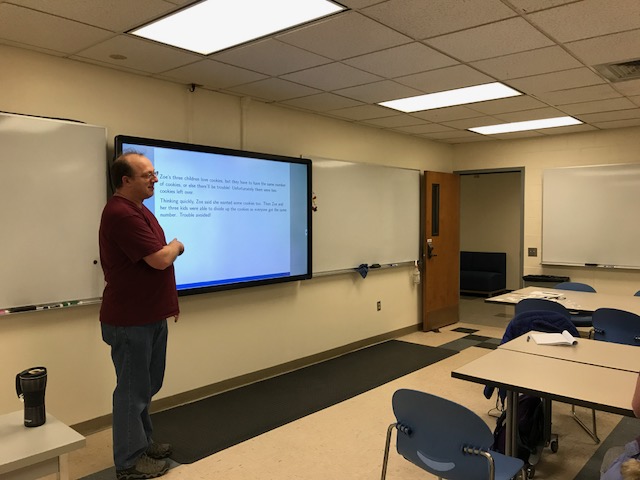 Zoe's three children love cookies, but they have to have the same number
of cookies, or else there'll be trouble. Unfortunately there were
cookies left over.
Thinking quickly, Zoe said she wanted some cookies too. Then Zoe and
her three kids were able to divide up the cookies so everyone got the same
number. Trouble avoided!